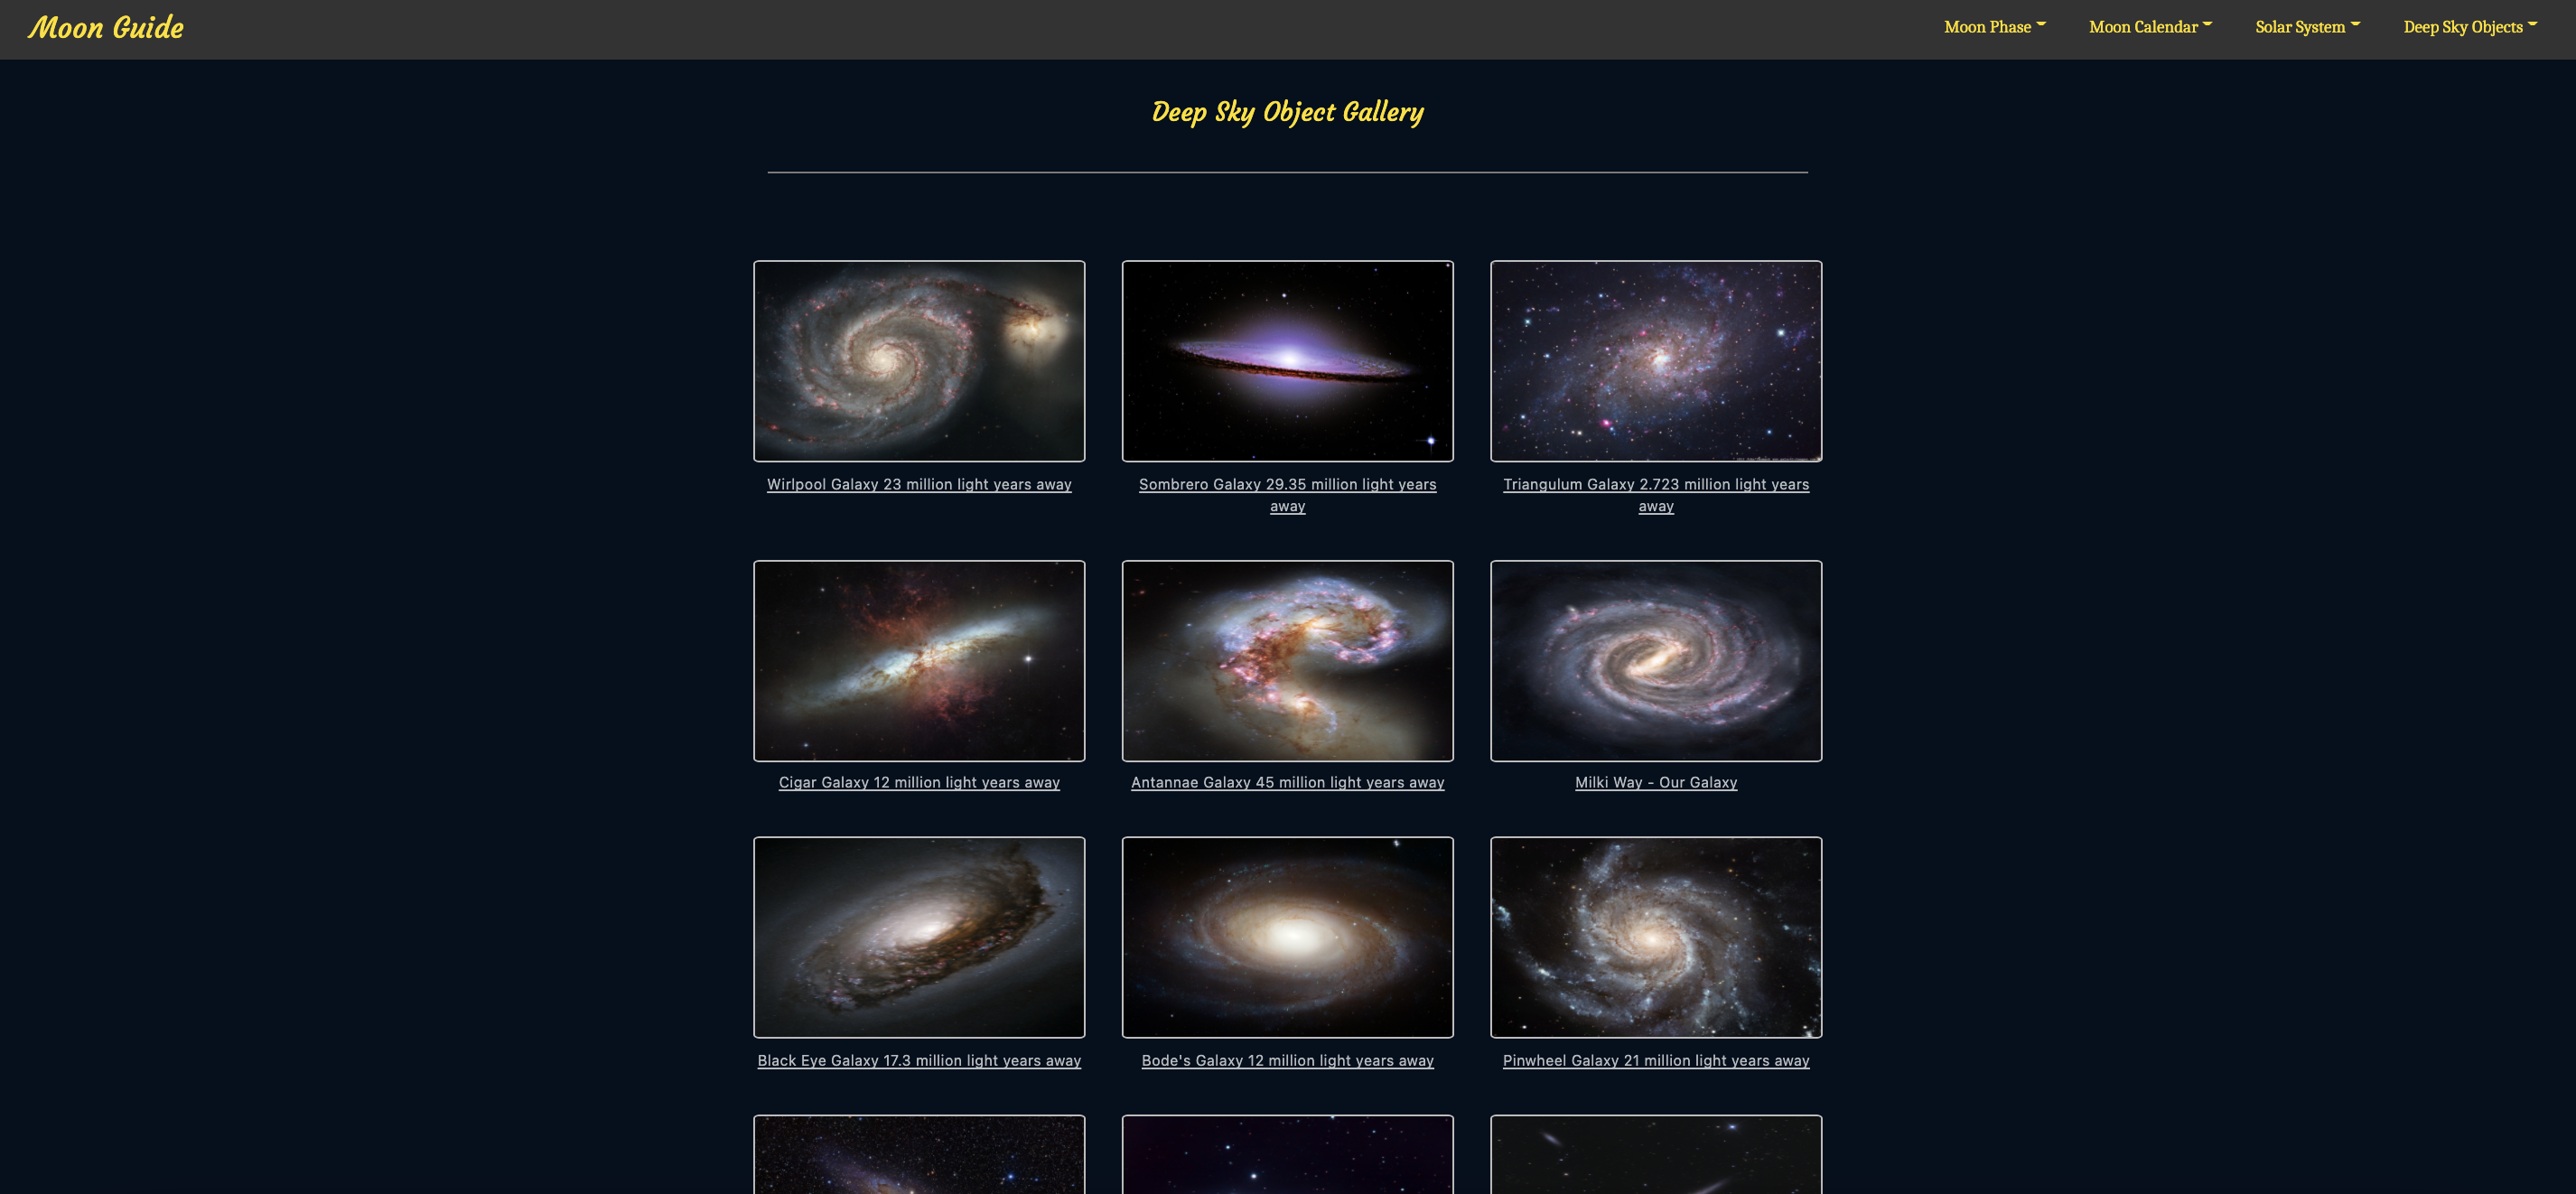 Moon Guide
Moon Phase
Moon Calendar
Solar System
Deep Sky Objects
Deep Sky Object Gallery
Wirlpool Galaxy 23 million light years away
Sombrero Galaxy 29.35 million light years
away
Triangulum Galaxy 2.723 million light years
away
Cigar Galaxy 12 million light years away
Antannae Galaxy 45 million light years away
Milki Way - Our Galaxy
Black Eye Galaxy 17.3 million light years away
Bode's Galaxy 12 million light years away
Pinwheel Galaxy 21 million light years away